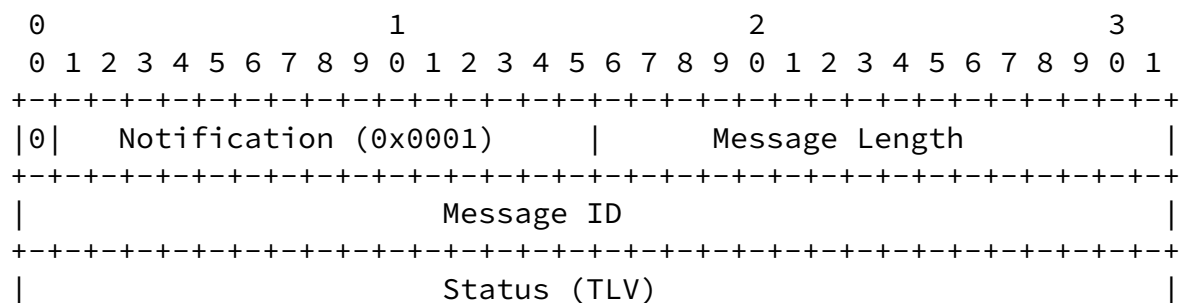 0                   1                   2                   3
 0 1 2 3 4 5 6 7 8 9 0 1 2 3 4 5 6 7 8 9 0 1 2 3 4 5 6 7 8 9 0 1
+-+-+-+-+-+-+-+-+-+-+-+-+-+-+-+-+-+-+-+-+-+-+-+-+-+-+-+-+-+-+-+-+
|0|   Notification (0x0001)     |      Message Length           |
+-+-+-+-+-+-+-+-+-+-+-+-+-+-+-+-+-+-+-+-+-+-+-+-+-+-+-+-+-+-+-+-+
|                       Message ID                              |
+-+-+-+-+-+-+-+-+-+-+-+-+-+-+-+-+-+-+-+-+-+-+-+-+-+-+-+-+-+-+-+-+
|                       Status (TLV)                            |